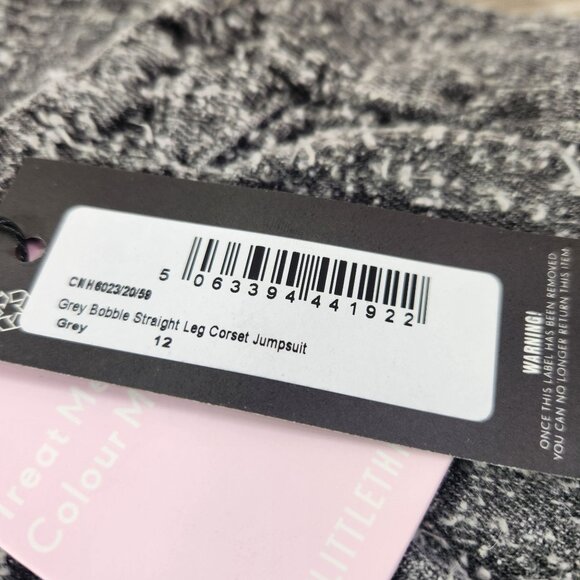 5 063394 441922
CNH6023/20/59
Grey Bobble Straight Leg Corset Jumpsuit
Grey 12
WARNING!
ONCE THIS LABEL HAS BEEN REMOVED
YOU CAN NO LONGER RETURN THIS ITEM
Treat
Colour
LITTLETH